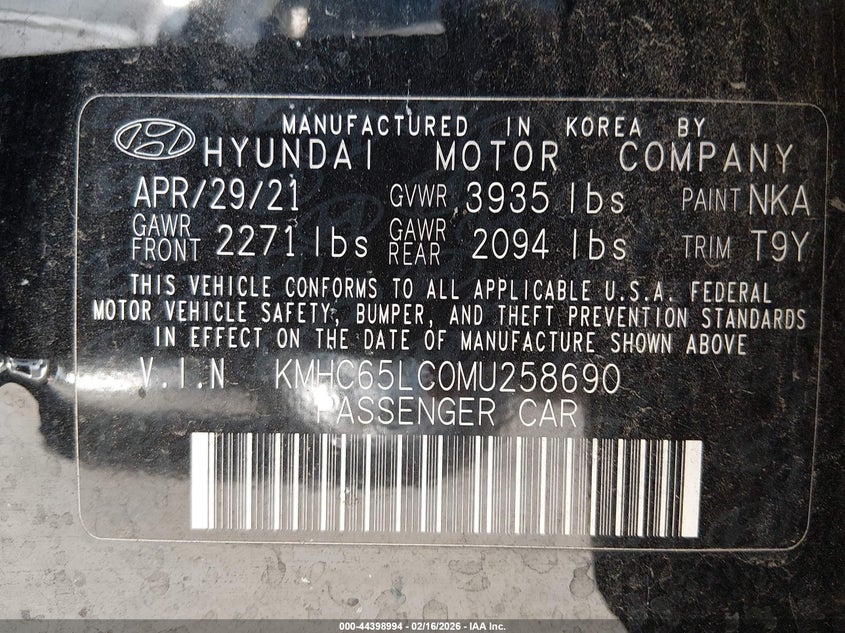 MANUFACTURED IN KOREA BY
HYUNDAI MOTOR COMPANY
APR/29/21 GVWR 3935 lbs PAINT NKA
GAWR FRONT 2271 lbs GAWR REAR 2094 lbs TRIM T9Y
THIS VEHICLE CONFORMS TO ALL APPLICABLE U.S.A. FEDERAL
MOTOR VEHICLE SAFETY, BUMPER, AND THEFT PREVENTION STANDARDS
IN EFFECT ON THE DATE OF MANUFACTURE SHOWN ABOVE
V.I.N KMHC65LC0MU258690
PASSENGER CAR
000-44398994 - 02/16/2026 - IAA Inc.